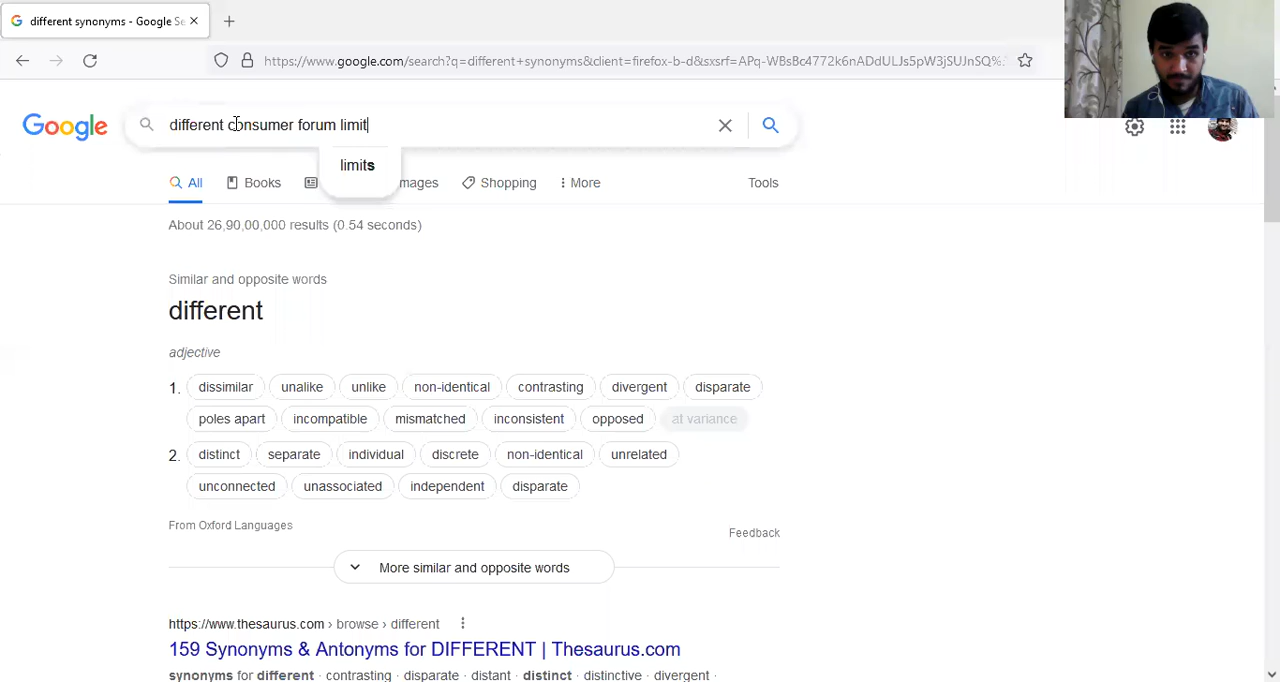 different synonyms - Google Se
https://www.google.com/search?q=different+synonyms&client=firefox-b-d&sxsrf=APq-WBsBc4772k6nADdULJs5pW3jSUJnSQ%:
Google
different consumer forum limit
limits
All
Books
mages
Shopping
More
Tools
About 26,90,00,000 results (0.54 seconds)
Similar and opposite words
different
adjective
1. dissimilar unalike unlike non-identical contrasting divergent disparate
poles apart incompatible mismatched inconsistent opposed at variance
2. distinct separate individual discrete non-identical unrelated
unconnected unassociated independent disparate
From Oxford Languages
Feedback
More similar and opposite words
https://www.thesaurus.com › browse › different
159 Synonyms & Antonyms for DIFFERENT | Thesaurus.com
synonyms for different · contrasting · disparate · distant · distinct · distinctive · divergent ·